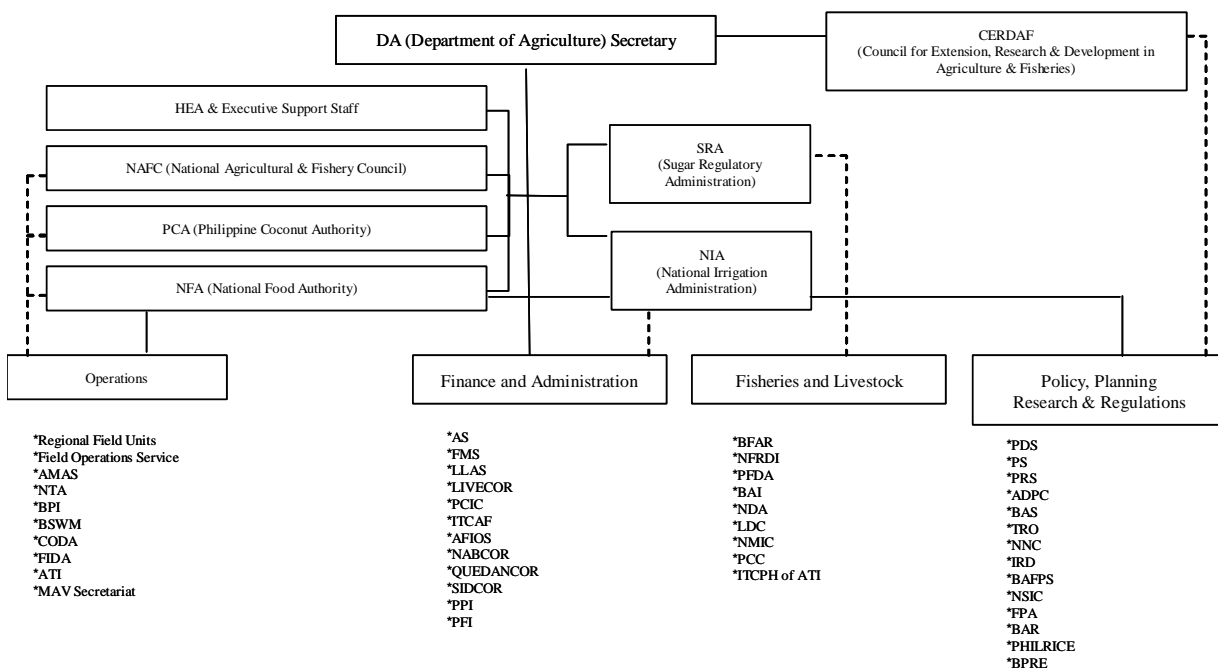 DA (Department of Agriculture) Secretary
CERDAF
(Council for Extension, Research & Development in
Agriculture & Fisheries)
HEA & Executive Support Staff
NAFC (National Agricultural & Fishery Council)
PCA (Philippine Coconut Authority)
NFA (National Food Authority)
SRA
(Sugar Regulatory
Administration)
NIA
(National Irrigation
Administration)
Operations
Finance and Administration
Fisheries and Livestock
Policy, Planning
Research & Regulations
*Regional Field Units
*Field Operations Service
*AMAS
*NTA
*BPI
*BSWM
*CODA
*FIDA
*ATI
*MAV Secretariat
*AS
*FMS
*LLAS
*LIVECOR
*PCIC
*ITCAF
*AFIOS
*NABCOR
*QUEDANCOR
*SIDCOR
*PPI
*PFI
*BFAR
*NFRDI
*PFDA
*BAI
*NDA
*LDC
*NMIC
*PCC
*ITCPH of ATI
*PDS
*PS
*PRS
*ADPC
*BAS
*TRO
*NNC
*IRD
*BAFPS
*NSIC
*FPA
*BAR
*PHILRICE
*BPRE